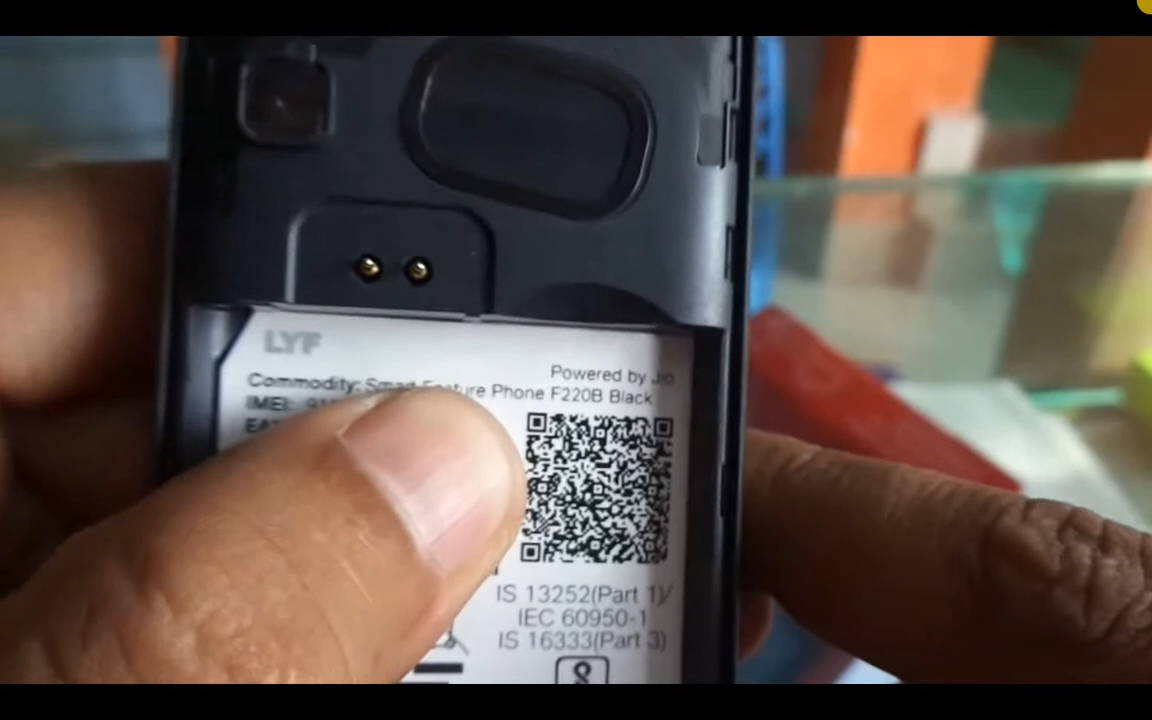 LYF
Powered by Jio
Commodity: Smart Feature Phone F220B Black
IMEI:
IS 13252(Part 1)/
IEC 60950-1
IS 16333(Part 3)